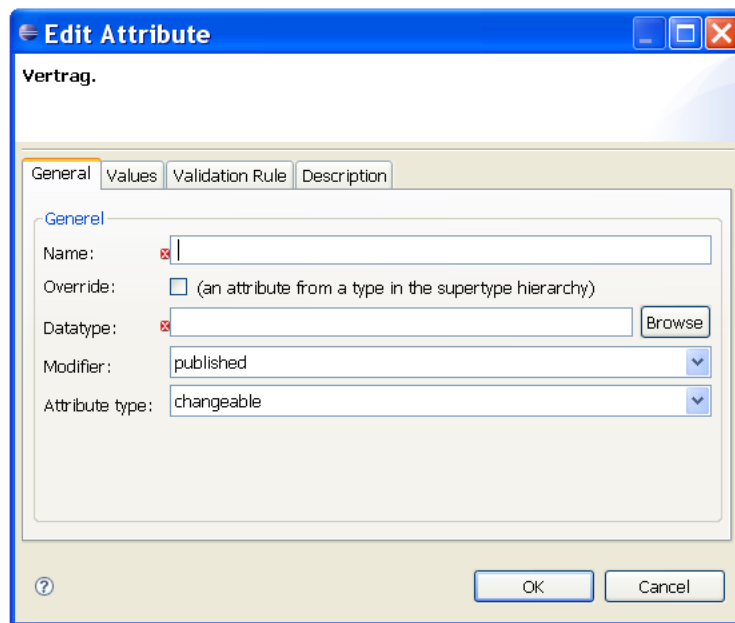 Edit Attribute
Vertrag.
General Values Validation Rule Description
Generel
Name:
Override: (an attribute from a type in the supertype hierarchy)
Datatype: Browse
Modifier: published
Attribute type: changeable
? OK Cancel